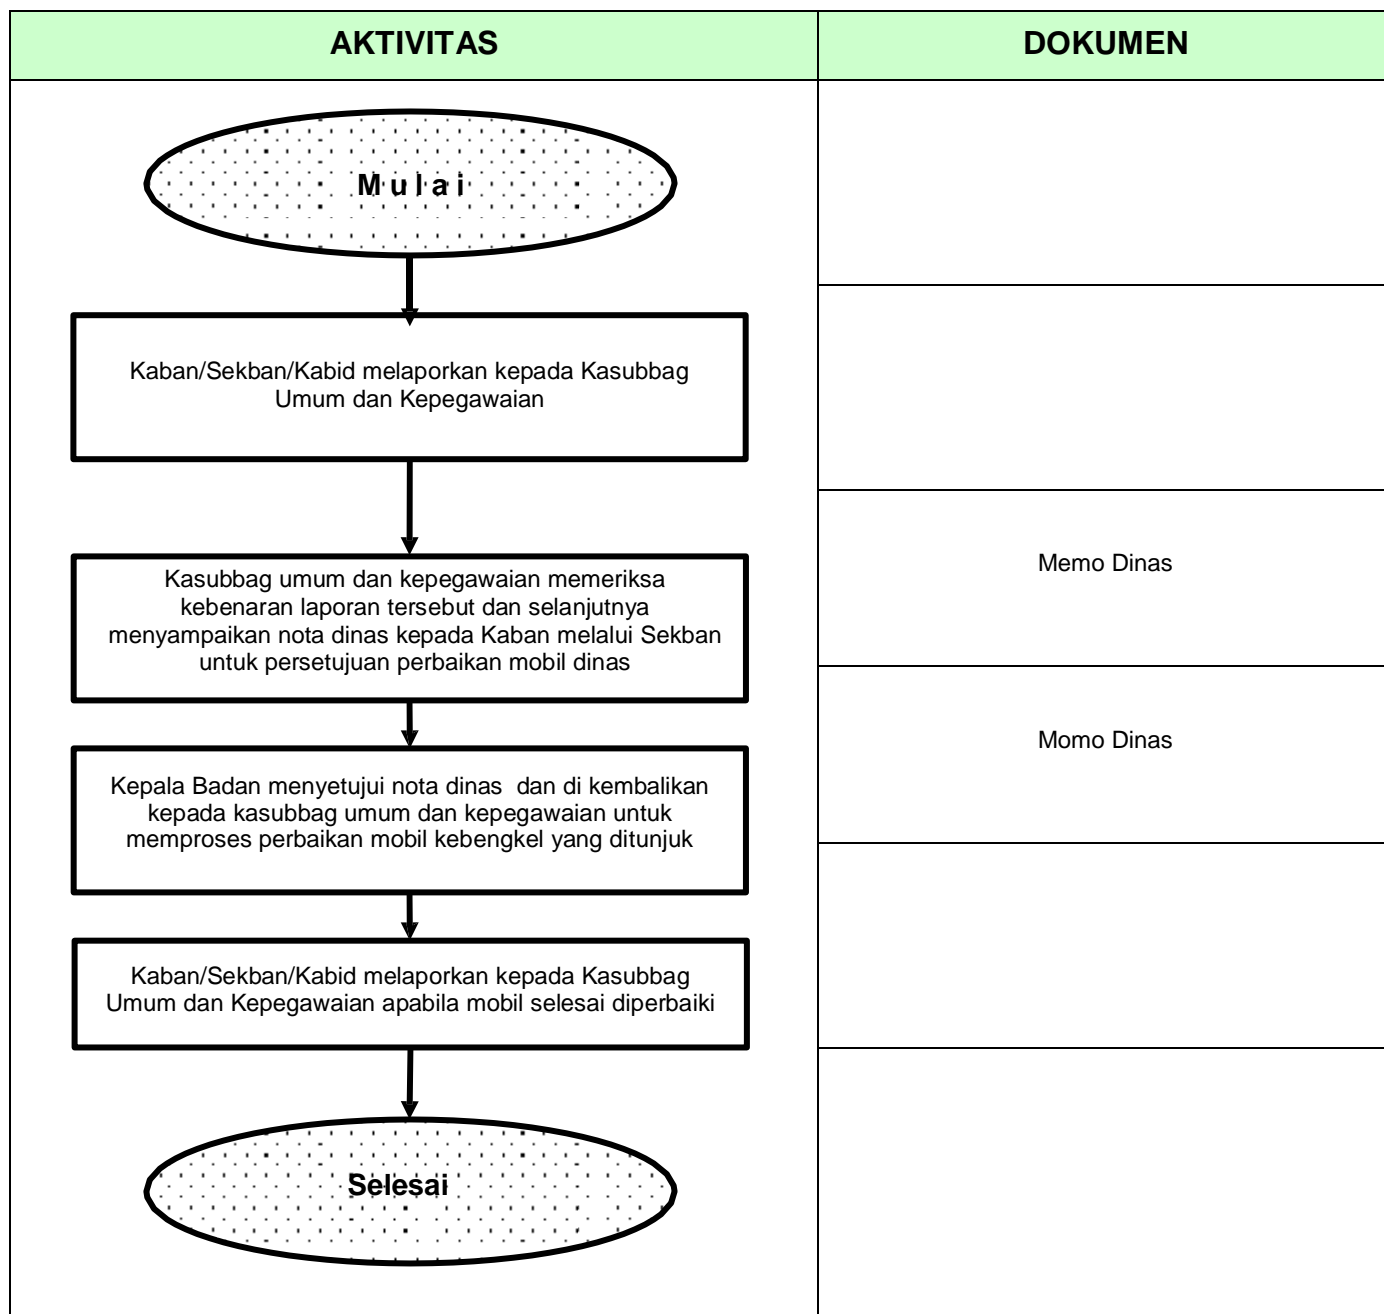 AKTIVITAS
DOKUMEN
M u l a i
Kaban/Sekban/Kabid melaporkan kepada Kasubbag
Umum dan Kepegawaian
Kasubbag umum dan kepegawaian memeriksa
kebenaran laporan tersebut dan selanjutnya
menyampaikan nota dinas kepada Kaban melalui Sekban
untuk persetujuan perbaikan mobil dinas
Memo Dinas
Kepala Badan menyetujui nota dinas  dan di kembalikan
kepada kasubbag umum dan kepegawaian untuk
memproses perbaikan mobil kebengkel yang ditunjuk
Momo Dinas
Kaban/Sekban/Kabid melaporkan kepada Kasubbag
Umum dan Kepegawaian apabila mobil selesai diperbaiki
Selesai